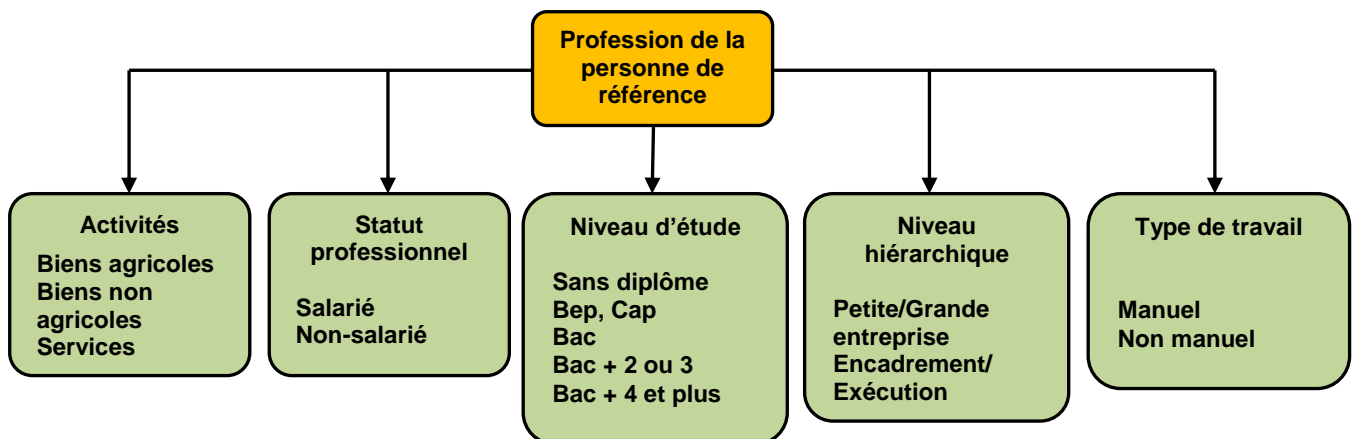 Profession de la
personne de
référence
Activités
Biens agricoles
Biens non
agricoles
Services
Statut
professionnel
Salarié
Non-salarié
Niveau d'étude
Sans diplôme
Bep, Cap
Bac
Bac + 2 ou 3
Bac + 4 et plus
Niveau
hiérarchique
Petite/Grande
entreprise
Encadrement/
Exécution
Type de travail
Manuel
Non manuel